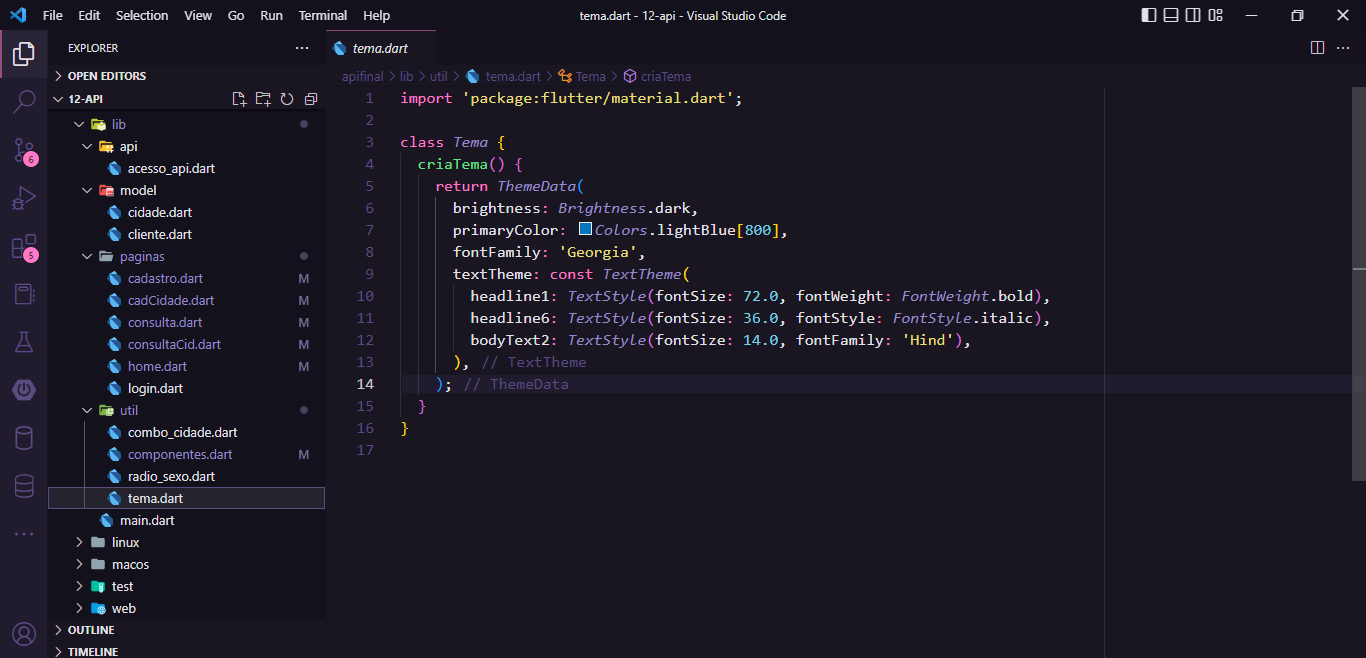 File Edit Selection View Go Run Terminal Help
tema.dart - 12-api - Visual Studio Code
EXPLORER
OPEN EDITORS
12-API
lib
api
acesso_api.dart
model
cidade.dart
cliente.dart
paginas
cadastro.dart M
cadCidade.dart M
consulta.dart M
consultaCid.dart M
home.dart M
login.dart
util
combo_cidade.dart
componentes.dart M
radio_sexo.dart
tema.dart
main.dart
linux
macos
test
web
OUTLINE
TIMELINE
6
5
tema.dart
apifinal > lib > util > tema.dart > Tema > criaTema
1 import 'package:flutter/material.dart';
2
3 class Tema {
4 criaTema() {
5 return ThemeData(
6 brightness: Brightness.dark,
7 primaryColor: Colors.lightBlue[800],
8 fontFamily: 'Georgia',
9 textTheme: const TextTheme(
10 headline1: TextStyle(fontSize: 72.0, fontWeight: FontWeight.bold),
11 headline6: TextStyle(fontSize: 36.0, fontStyle: FontStyle.italic),
12 bodyText2: TextStyle(fontSize: 14.0, fontFamily: 'Hind'),
13 ), // TextTheme
14 ); // ThemeData
15 }
16 }
17